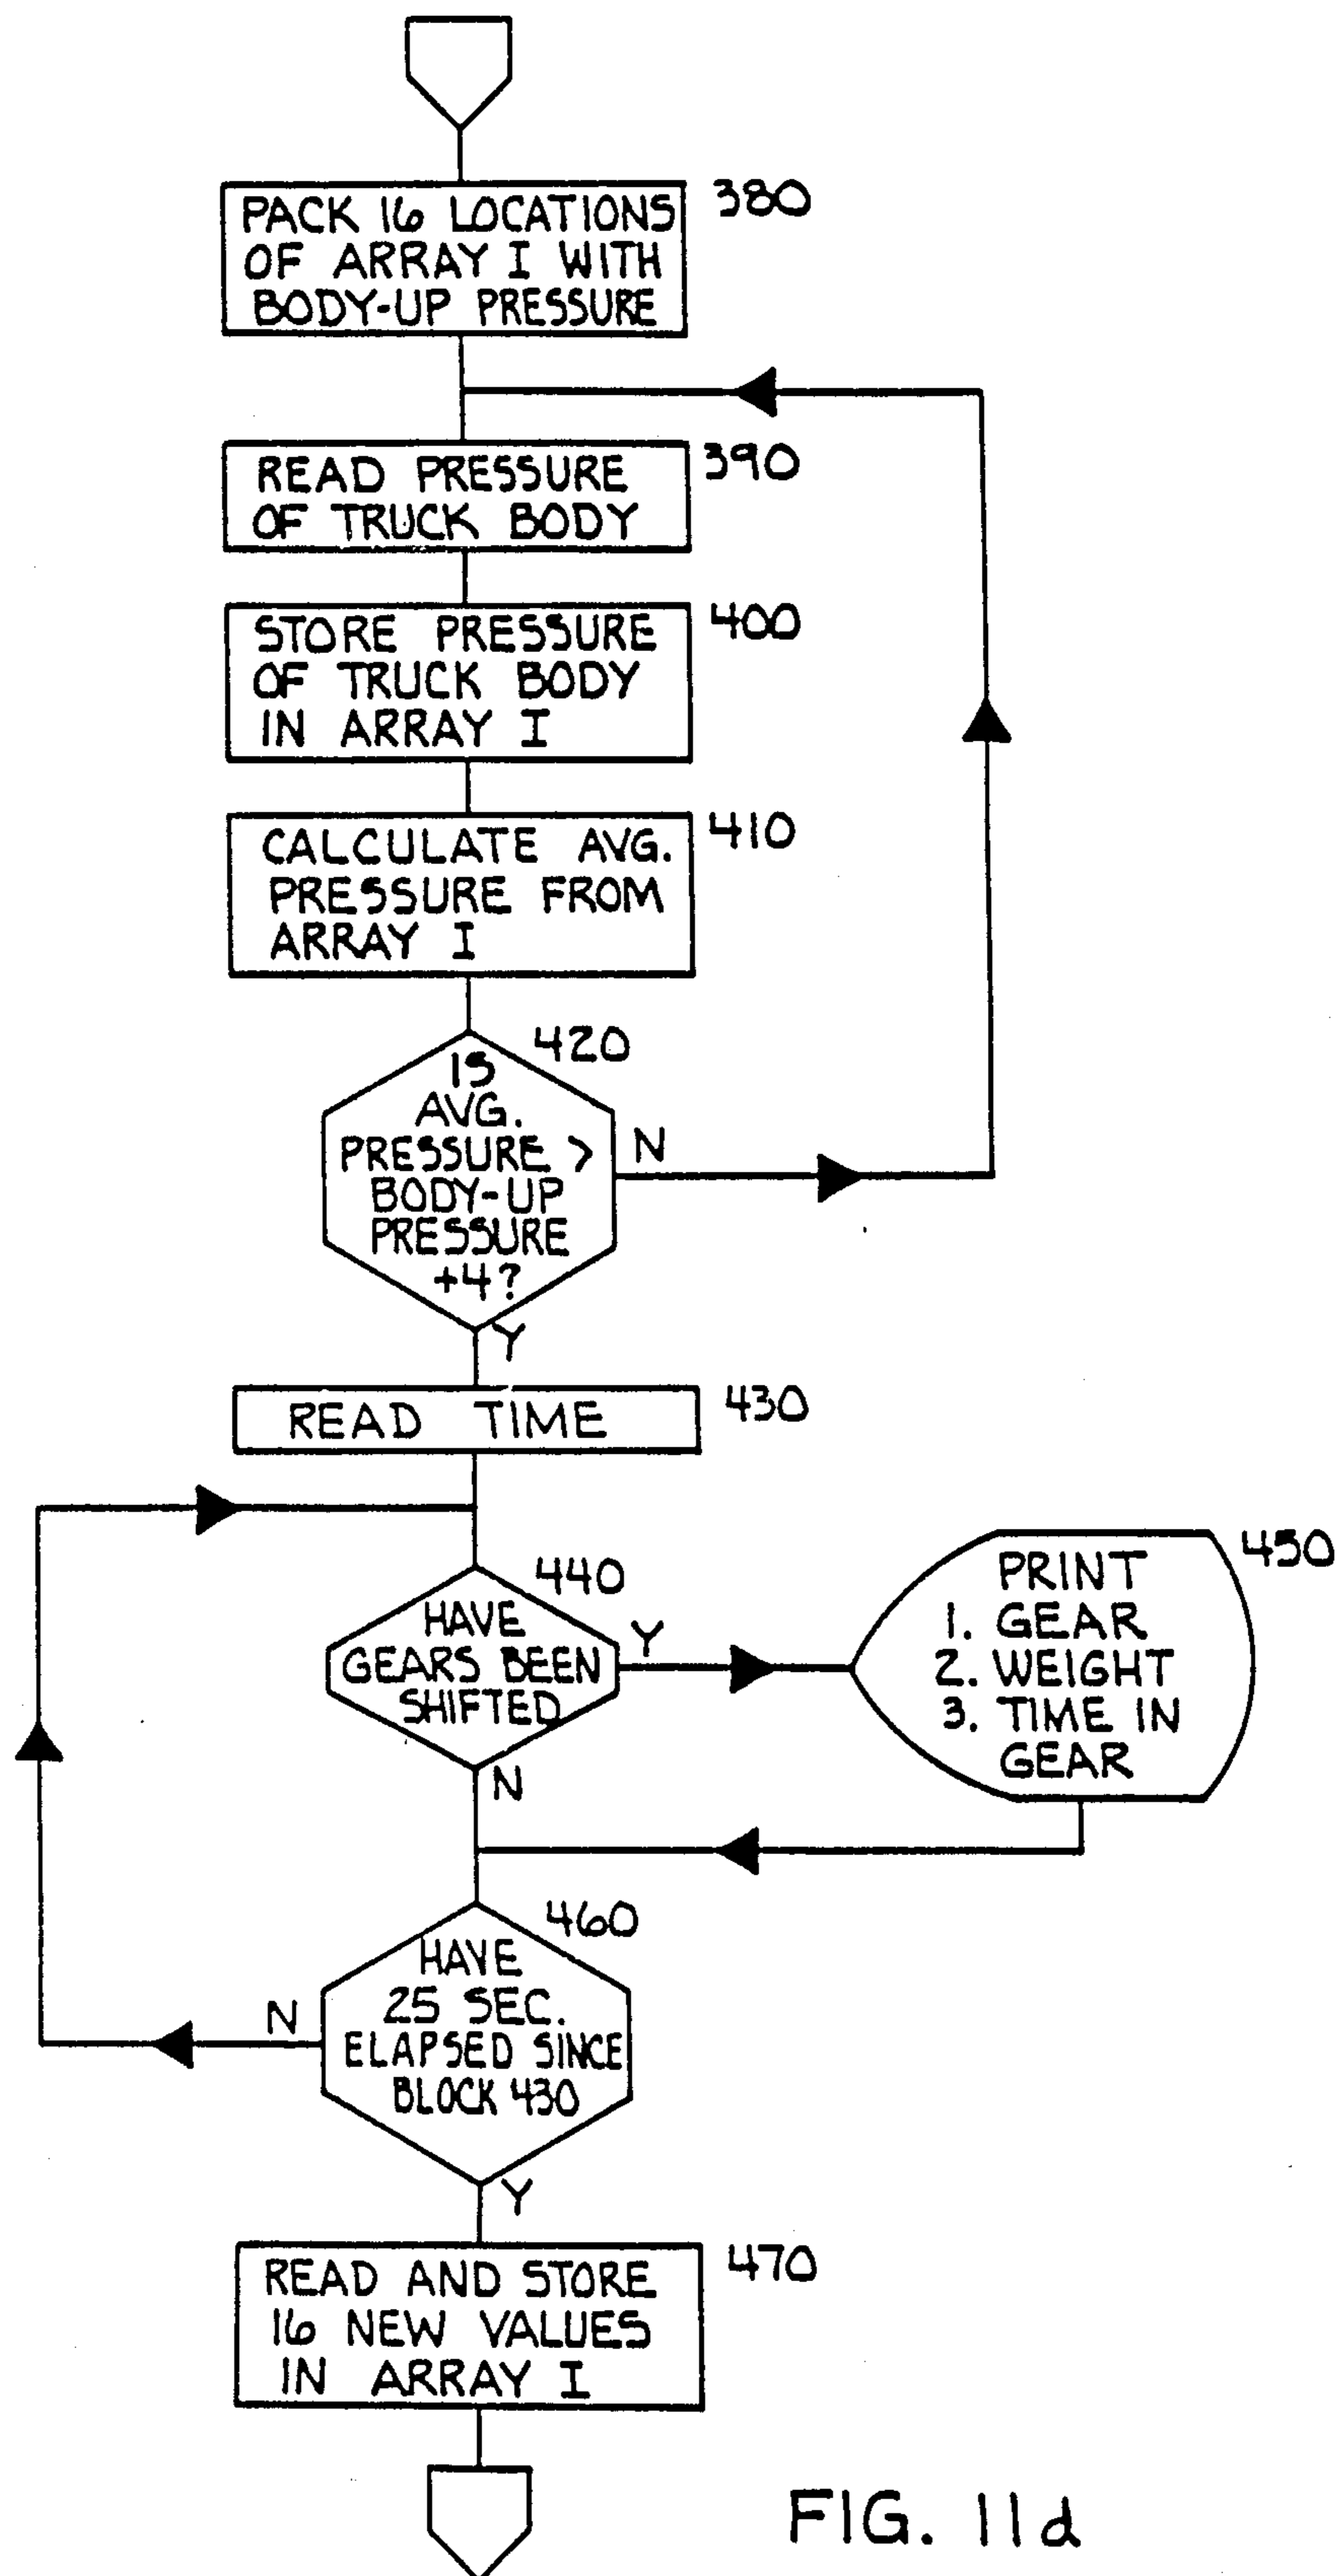 PACK 16 LOCATIONS
OF ARRAY I WITH
BODY-UP PRESSURE
380
READ PRESSURE
OF TRUCK BODY
390
STORE PRESSURE
OF TRUCK BODY
IN ARRAY I
400
CALCULATE AVG.
PRESSURE FROM
ARRAY I
410
420
IS
AVG.
PRESSURE >
BODY-UP
PRESSURE
+4?
N
Y
READ TIME
430
440
HAVE
GEARS BEEN
SHIFTED
Y
N
450
PRINT
1. GEAR
2. WEIGHT
3. TIME IN
GEAR
460
HAVE
25 SEC.
ELAPSED SINCE
BLOCK 430
N
Y
READ AND STORE
16 NEW VALUES
IN ARRAY I
470
FIG. 11d